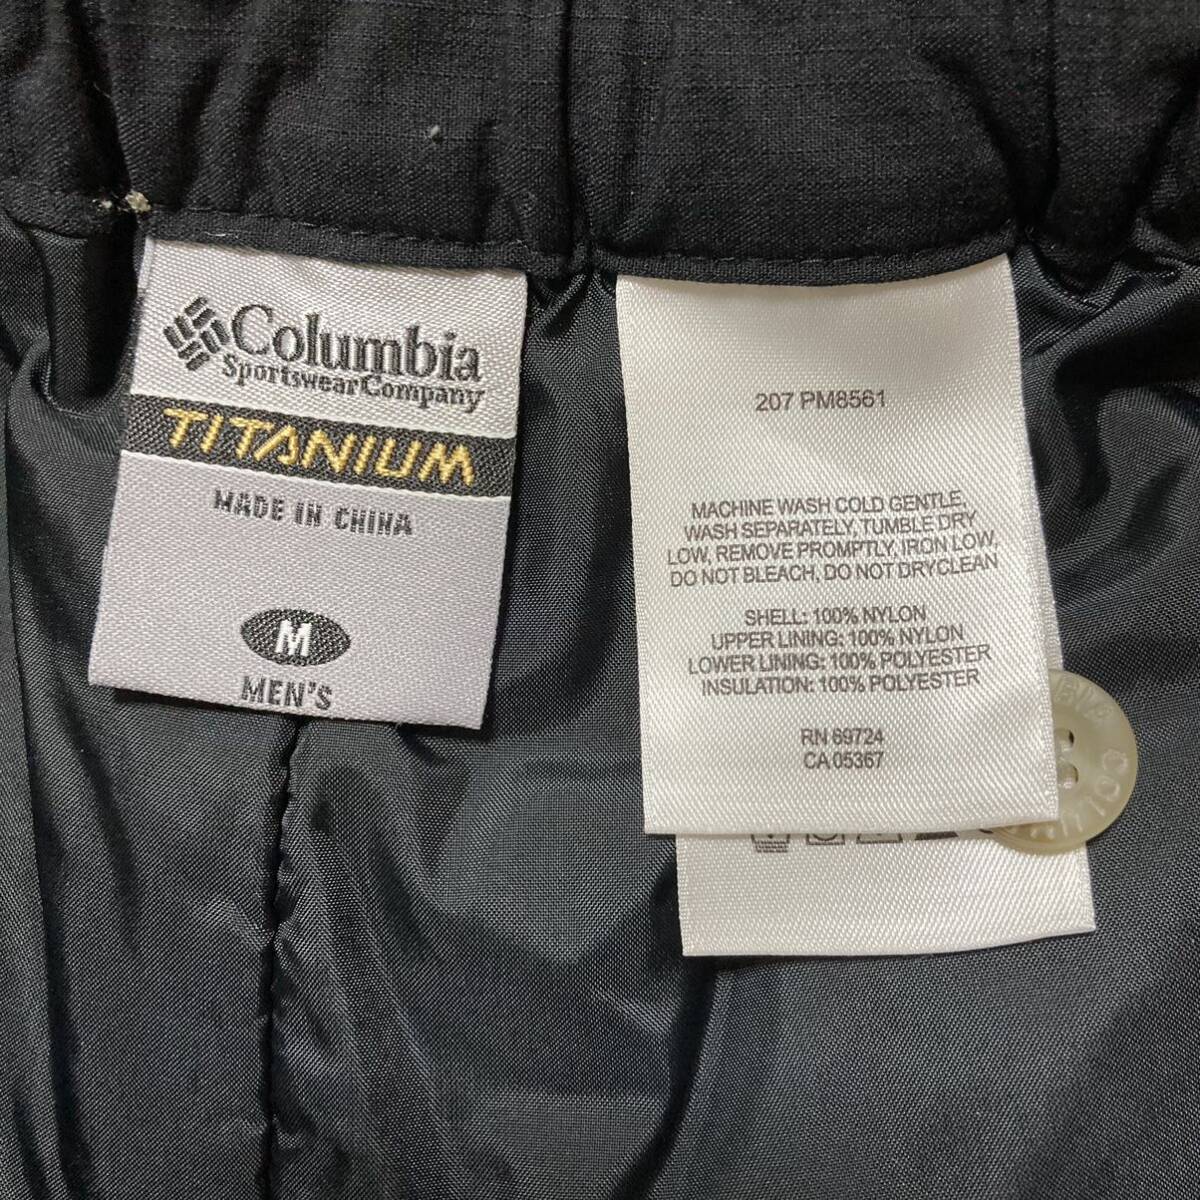 Columbia
Sportswear Company
TITANIUM
MADE IN CHINA
M
MEN'S
207 PM8561
MACHINE WASH COLD GENTLE,
WASH SEPARATELY, TUMBLE DRY
LOW, REMOVE PROMPTLY, IRON LOW,
DO NOT BLEACH, DO NOT DRYCLEAN
SHELL: 100% NYLON
UPPER LINING: 100% NYLON
LOWER LINING: 100% POLYESTER
INSULATION: 100% POLYESTER
RN 69724
CA 05367